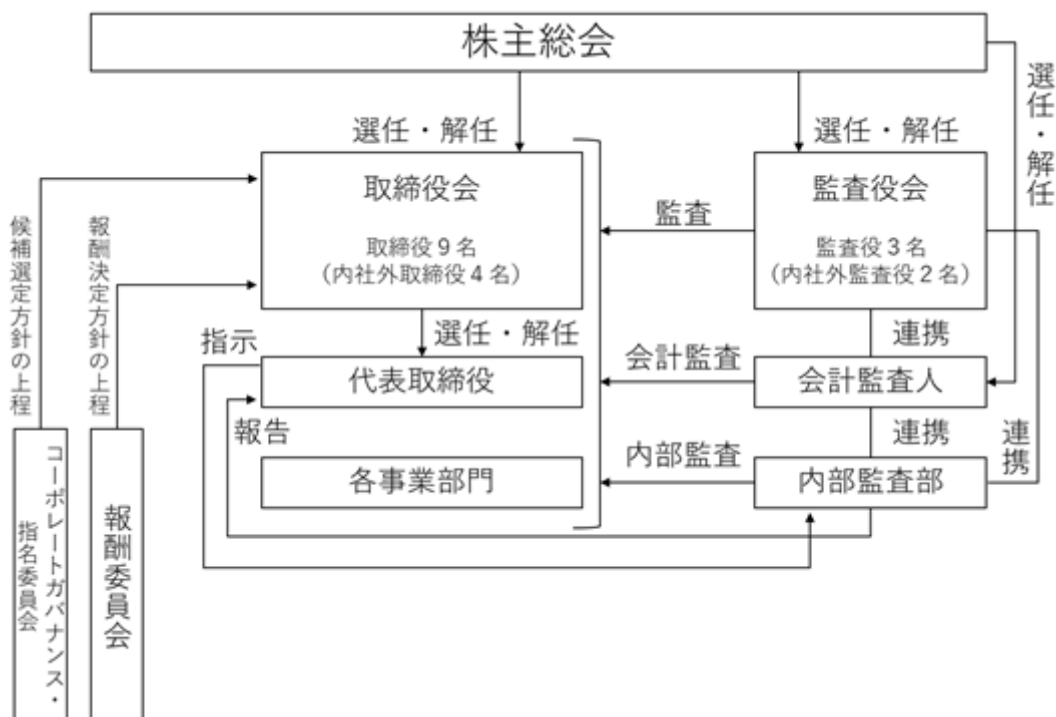 株主総会
選任・解任
選任・解任
選任・解任
取締役会
取締役9名
(内社外取締役4名)
監査
監査役会
監査役3名
(内社外監査役2名)
候補選定方針の上程
報酬決定方針の上程
選任・解任
連携
指示
代表取締役
会計監査
会計監査人
報告
連携
連携
各事業部門
内部監査
内部監査部
コーポレートガバナンス・
指名委員会
報酬委員会